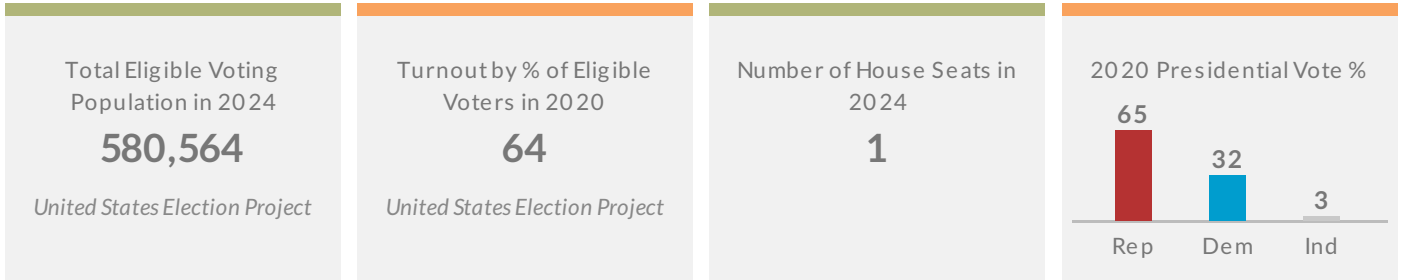 Total Eligible Voting
Population in 2024
580,564
United States Election Project
Turnout by % of Eligible
Voters in 2020
64
United States Election Project
Number of House Seats in
2024
1
2020 Presidential Vote %
65
32
3
Rep Dem Ind